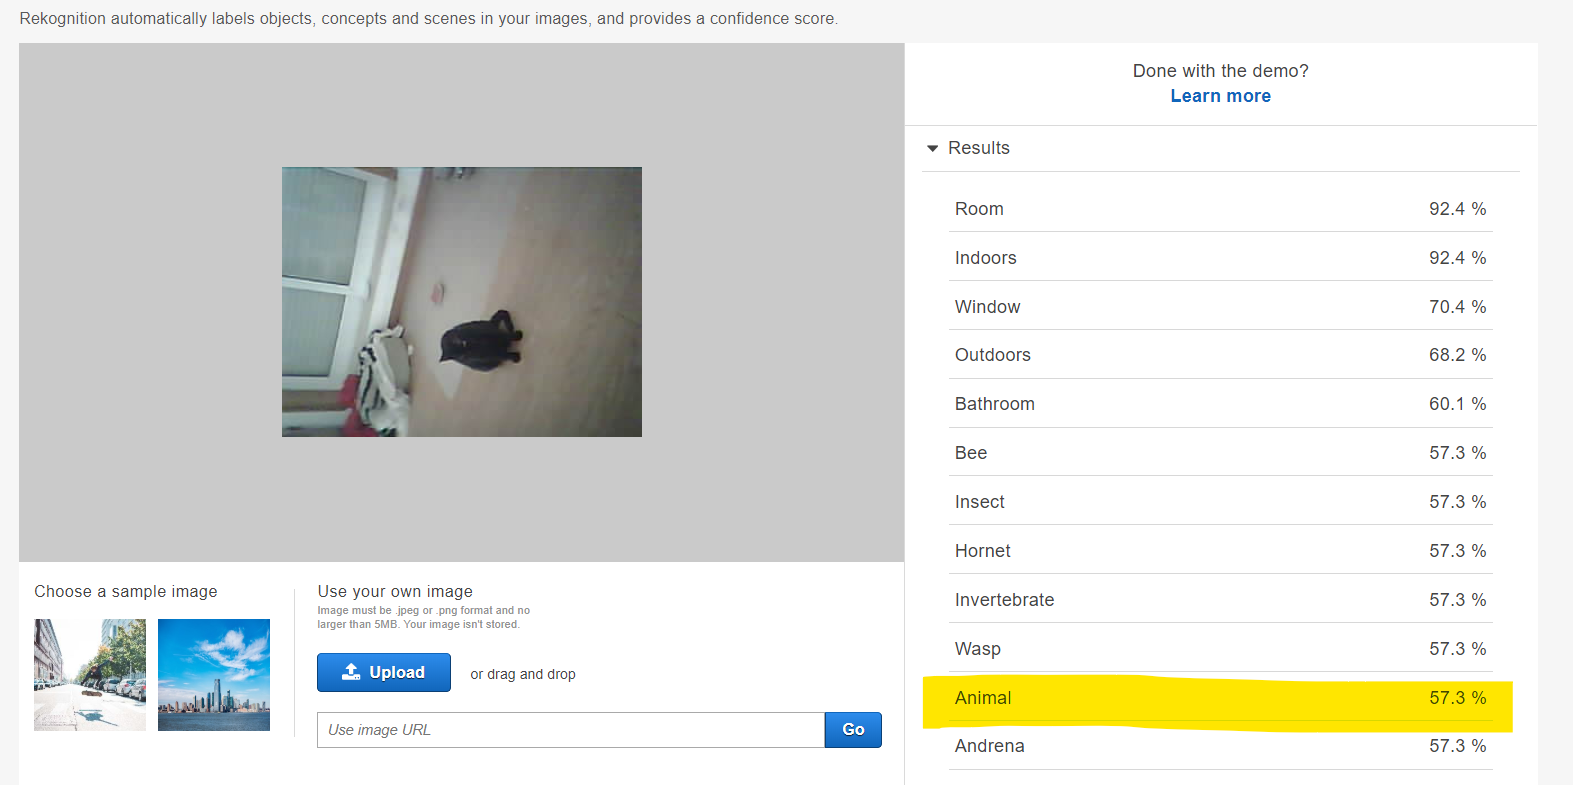 Rekognition automatically labels objects, concepts and scenes in your images, and provides a confidence score.
Done with the demo?
Learn more
Results
Room 92.4 %
Indoors 92.4 %
Window 70.4 %
Outdoors 68.2 %
Bathroom 60.1 %
Bee 57.3 %
Insect 57.3 %
Hornet 57.3 %
Invertebrate 57.3 %
Wasp 57.3 %
Animal 57.3 %
Andrena 57.3 %
Choose a sample image
Use your own image
Image must be .jpeg or .png format and no
larger than 5MB. Your image isn't stored.
Upload
or drag and drop
Use image URL
Go